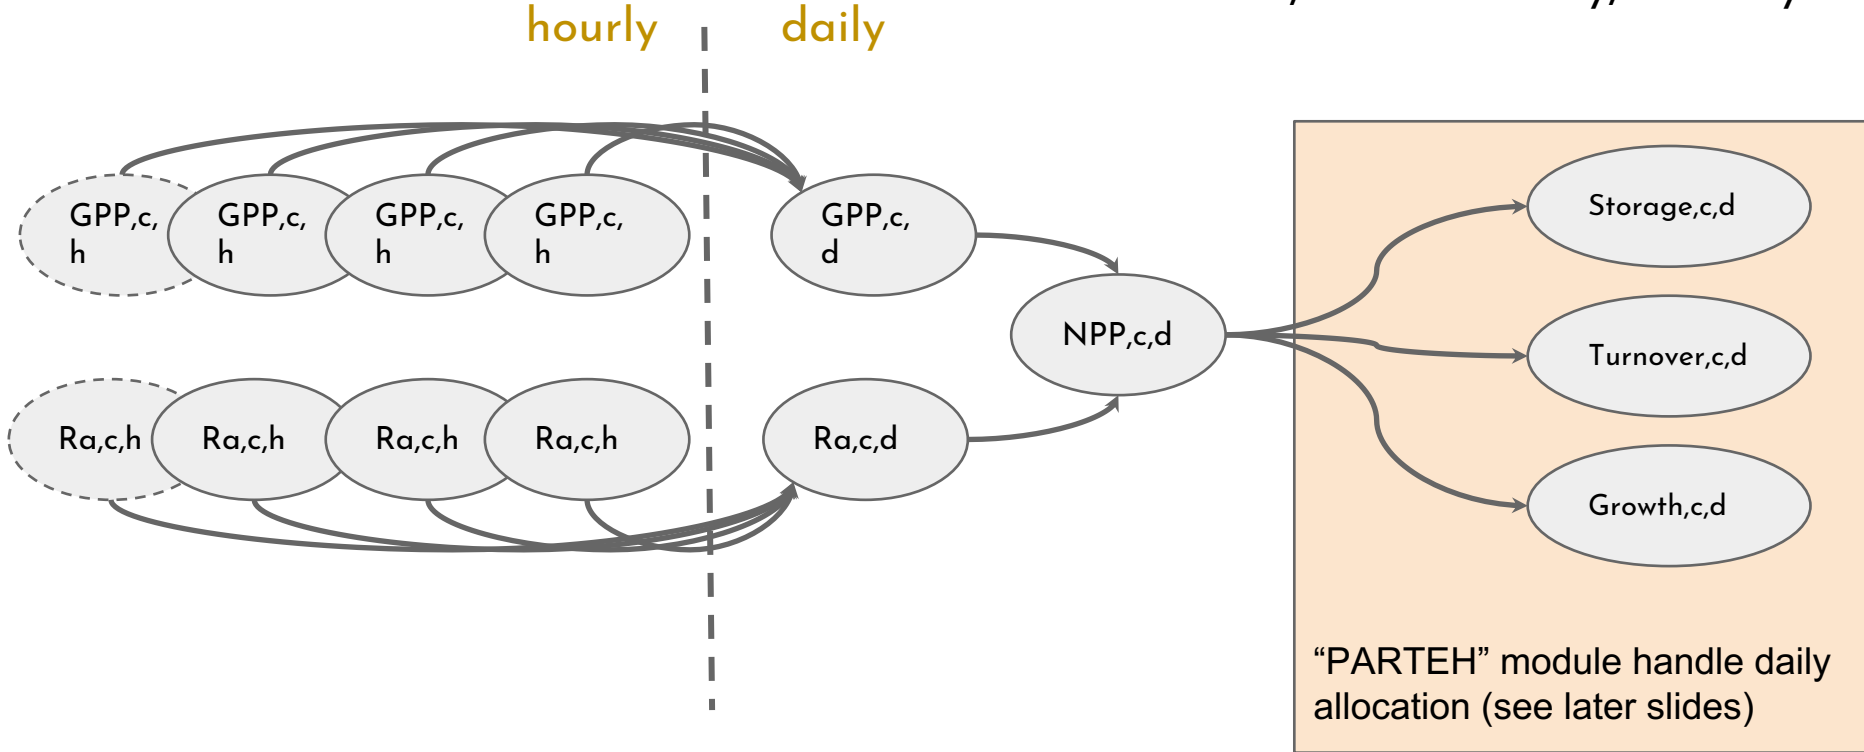 hourly
daily
GPP,c,
h
GPP,c,
h
GPP,c,
h
GPP,c,
h
GPP,c,
d
Ra,c,h
Ra,c,h
Ra,c,h
Ra,c,h
Ra,c,d
NPP,c,d
Storage,c,d
Turnover,c,d
Growth,c,d
“PARTEH” module handle daily
allocation (see later slides)